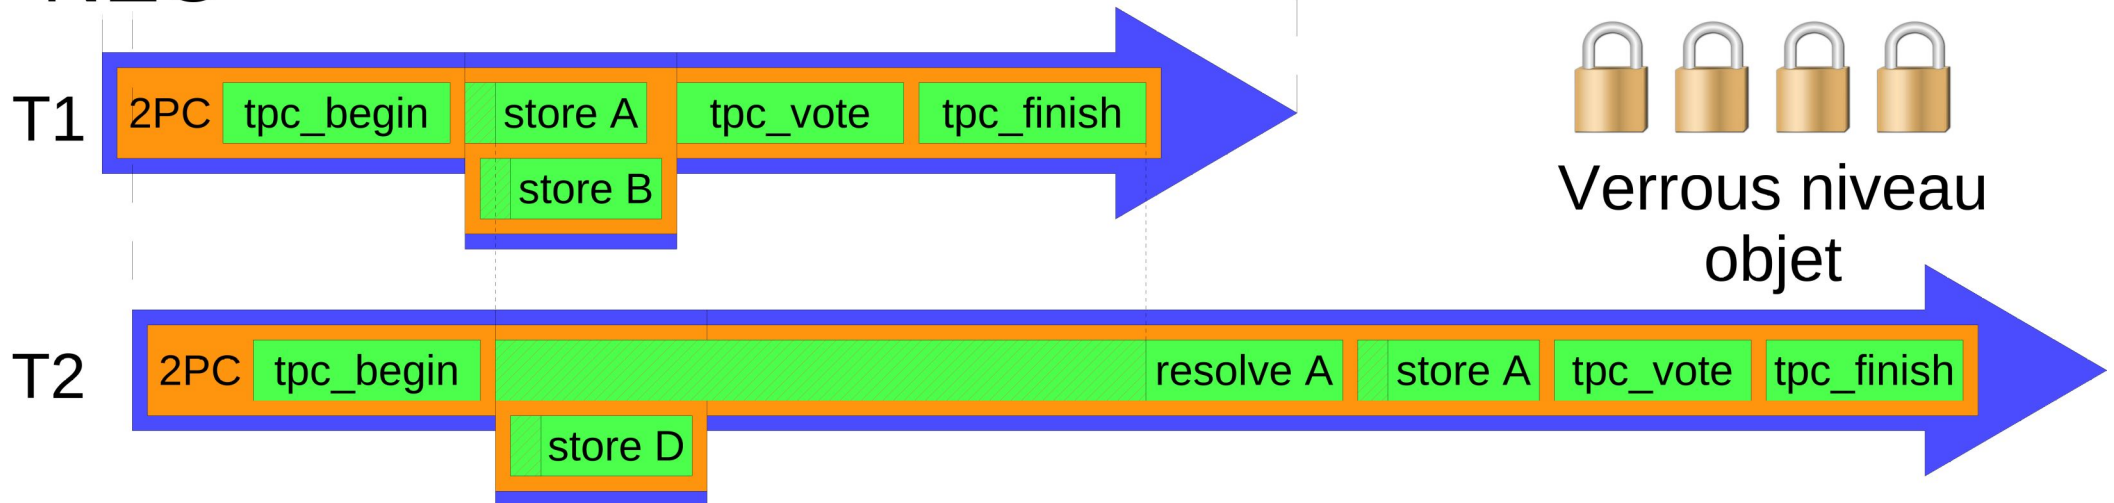 T1
2PC tpc_begin store A tpc_vote tpc_finish
store B
Verrous niveau
objet
T2
2PC tpc_begin resolve A store A tpc_vote tpc_finish
store D